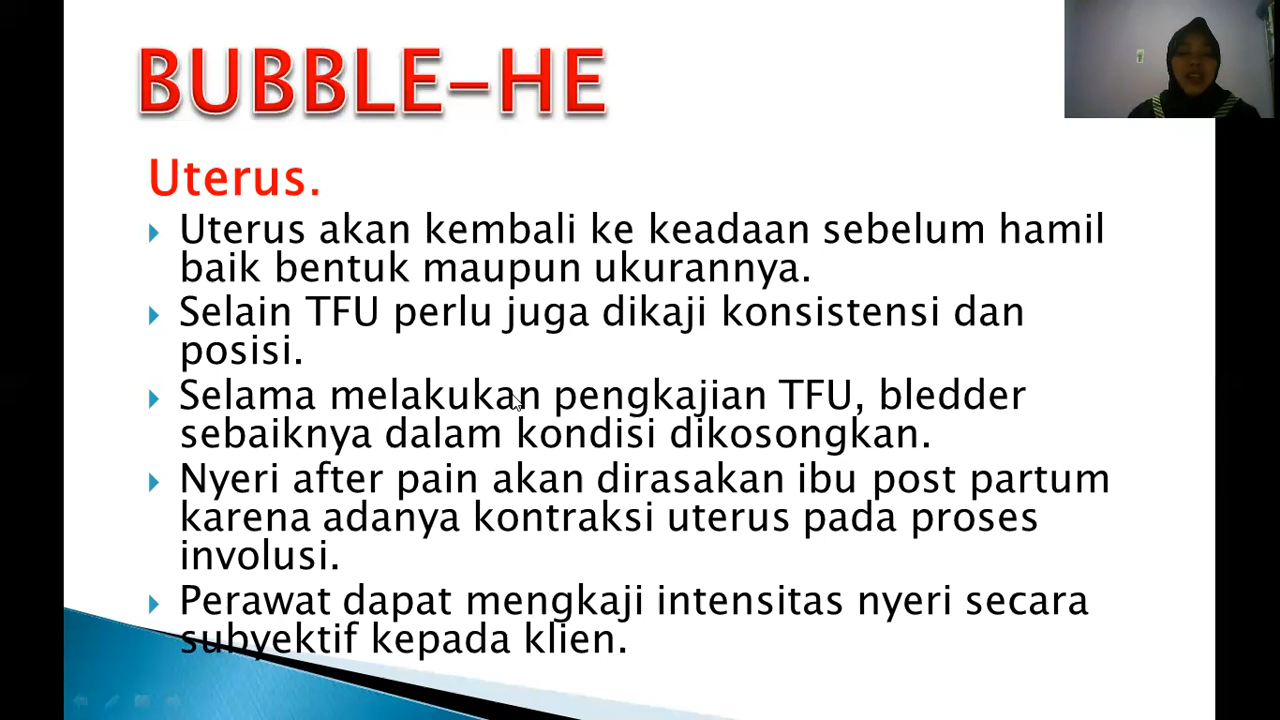 BUBBLE-HE
Uterus.
Uterus akan kembali ke keadaan sebelum hamil
baik bentuk maupun ukurannya.
Selain TFU perlu juga dikaji konsistensi dan
posisi.
Selama melakukan pengkajian TFU, bledder
sebaiknya dalam kondisi dikosongkan.
Nyeri after pain akan dirasakan ibu post partum
karena adanya kontraksi uterus pada proses
involusi.
Perawat dapat mengkaji intensitas nyeri secara
subyektif kepada klien.